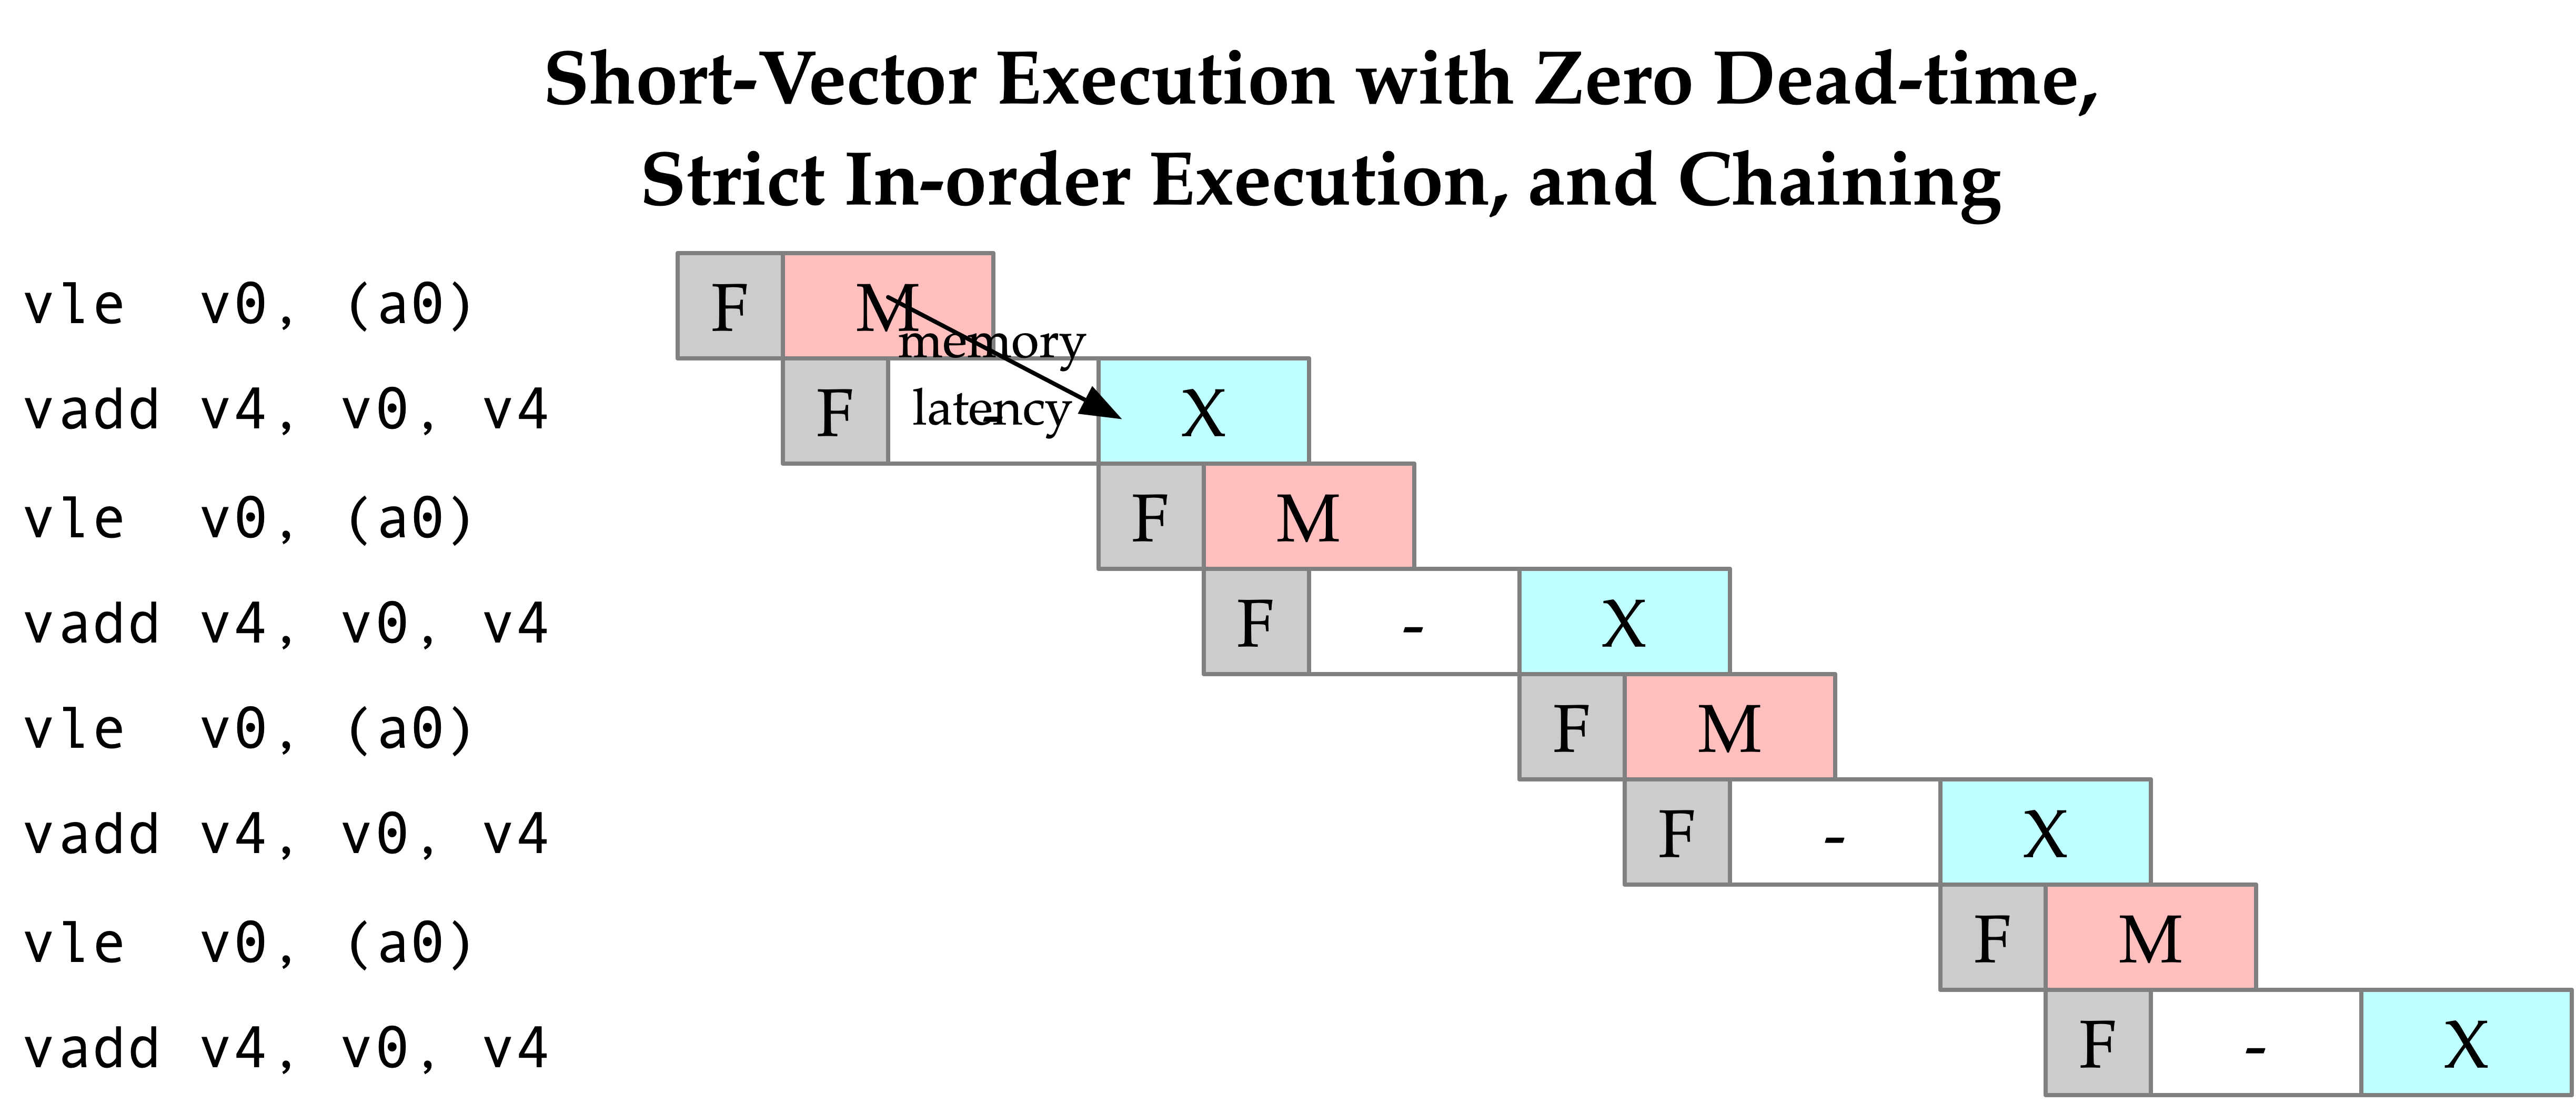 Short-Vector Execution with Zero Dead-time,
Strict In-order Execution, and Chaining
vle v0, (a0) F M
memory
vadd v4, v0, v4 F latency - X
vle v0, (a0) F M
vadd v4, v0, v4 F - X
vle v0, (a0) F M
vadd v4, v0, v4 F - X
vle v0, (a0) F M
vadd v4, v0, v4 F - X